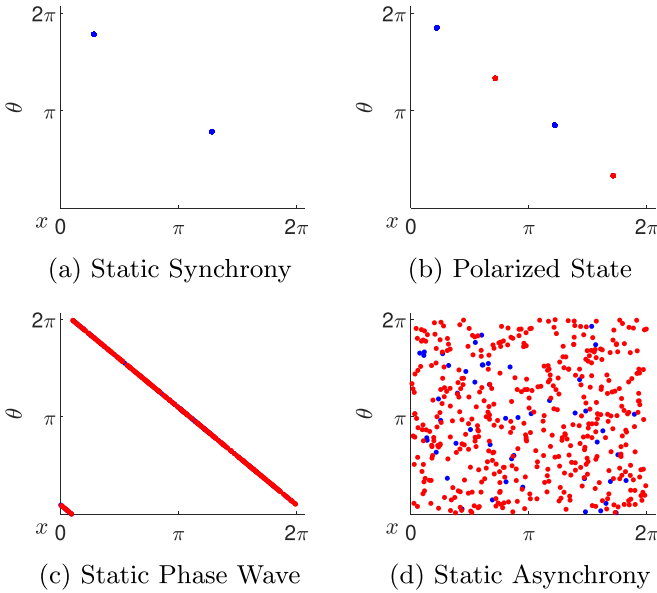 2π 2π
θ π θ π
x 0 π 2π x 0 π 2π
(a) Static Synchrony (b) Polarized State
2π 2π
θ π θ π
x 0 π 2π x 0 π 2π
(c) Static Phase Wave (d) Static Asynchrony